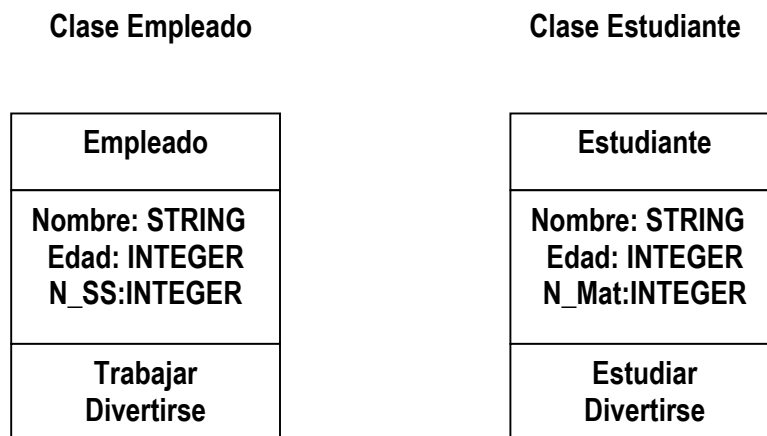 Clase Empleado
Clase Estudiante
Empleado
Nombre: STRING
Edad: INTEGER
N_SS:INTEGER
Trabajar
Divertirse
Estudiante
Nombre: STRING
Edad: INTEGER
N_Mat:INTEGER
Estudiar
Divertirse